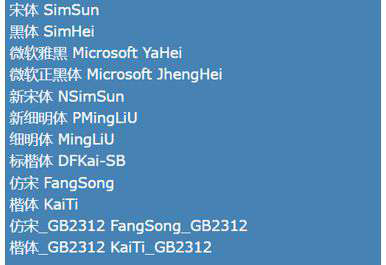 宋体 SimSun
黑体 SimHei
微软雅黑 Microsoft YaHei
微软正黑体 Microsoft JhengHei
新宋体 NSimSun
新细明体 PMingLiU
细明体 MingLiU
标楷体 DFKai-SB
仿宋 FangSong
楷体 KaiTi
仿宋_GB2312 FangSong_GB2312
楷体_GB2312 KaiTi_GB2312